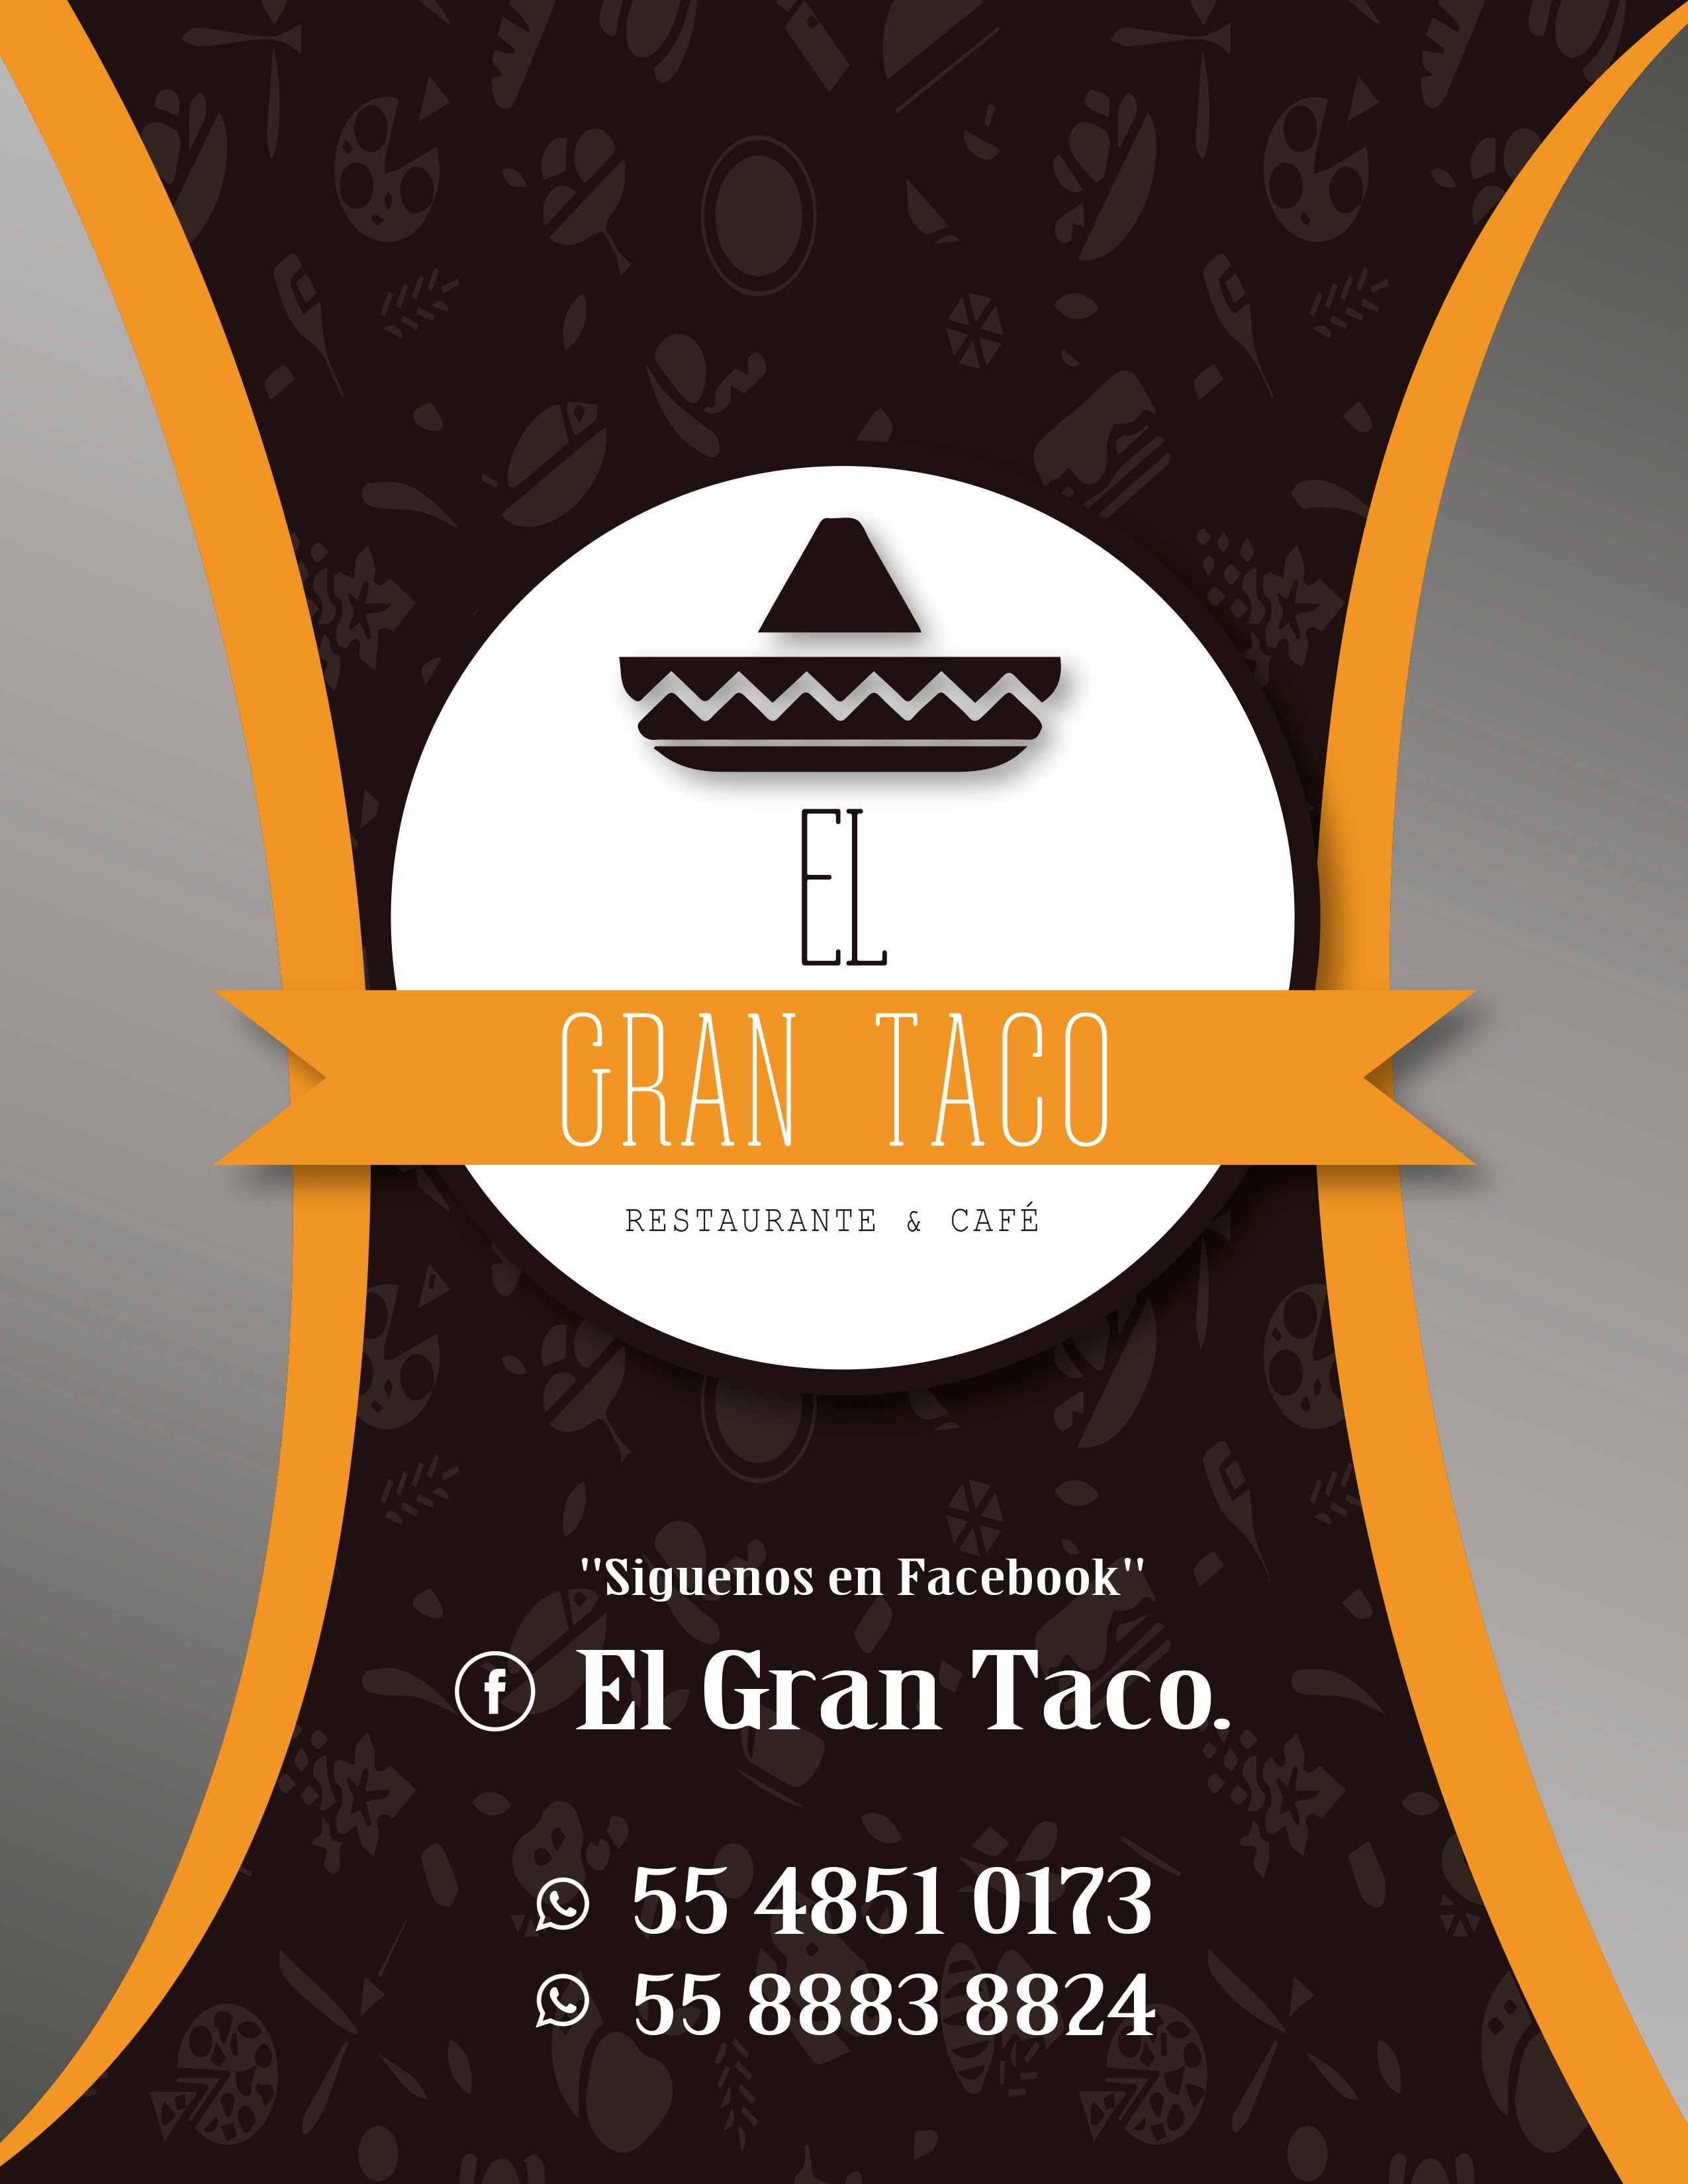 EL
GRAN TACO
RESTAURANTE & CAFÉ
"Siguenos en Facebook"
El Gran Taco.
55 4851 0173
55 8883 8824